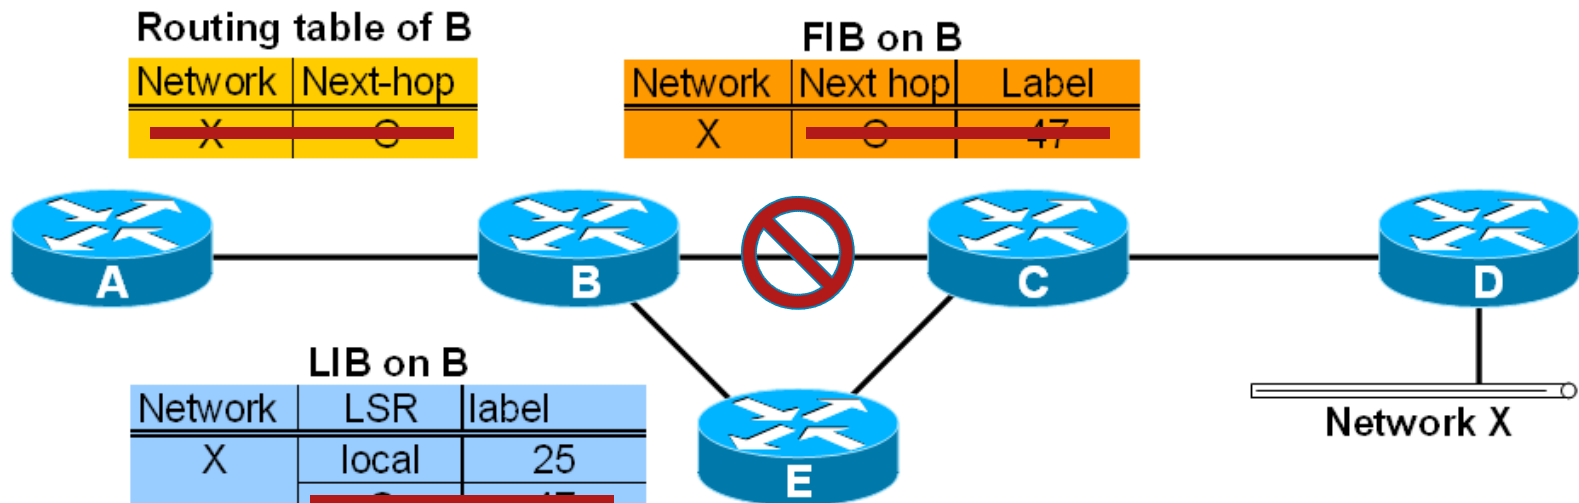 Routing table of B
Network Next-hop
X C
FIB on B
Network Next hop Label
X C 47
A
B
C
D
LIB on B
Network LSR label
X local 25
E
Network X